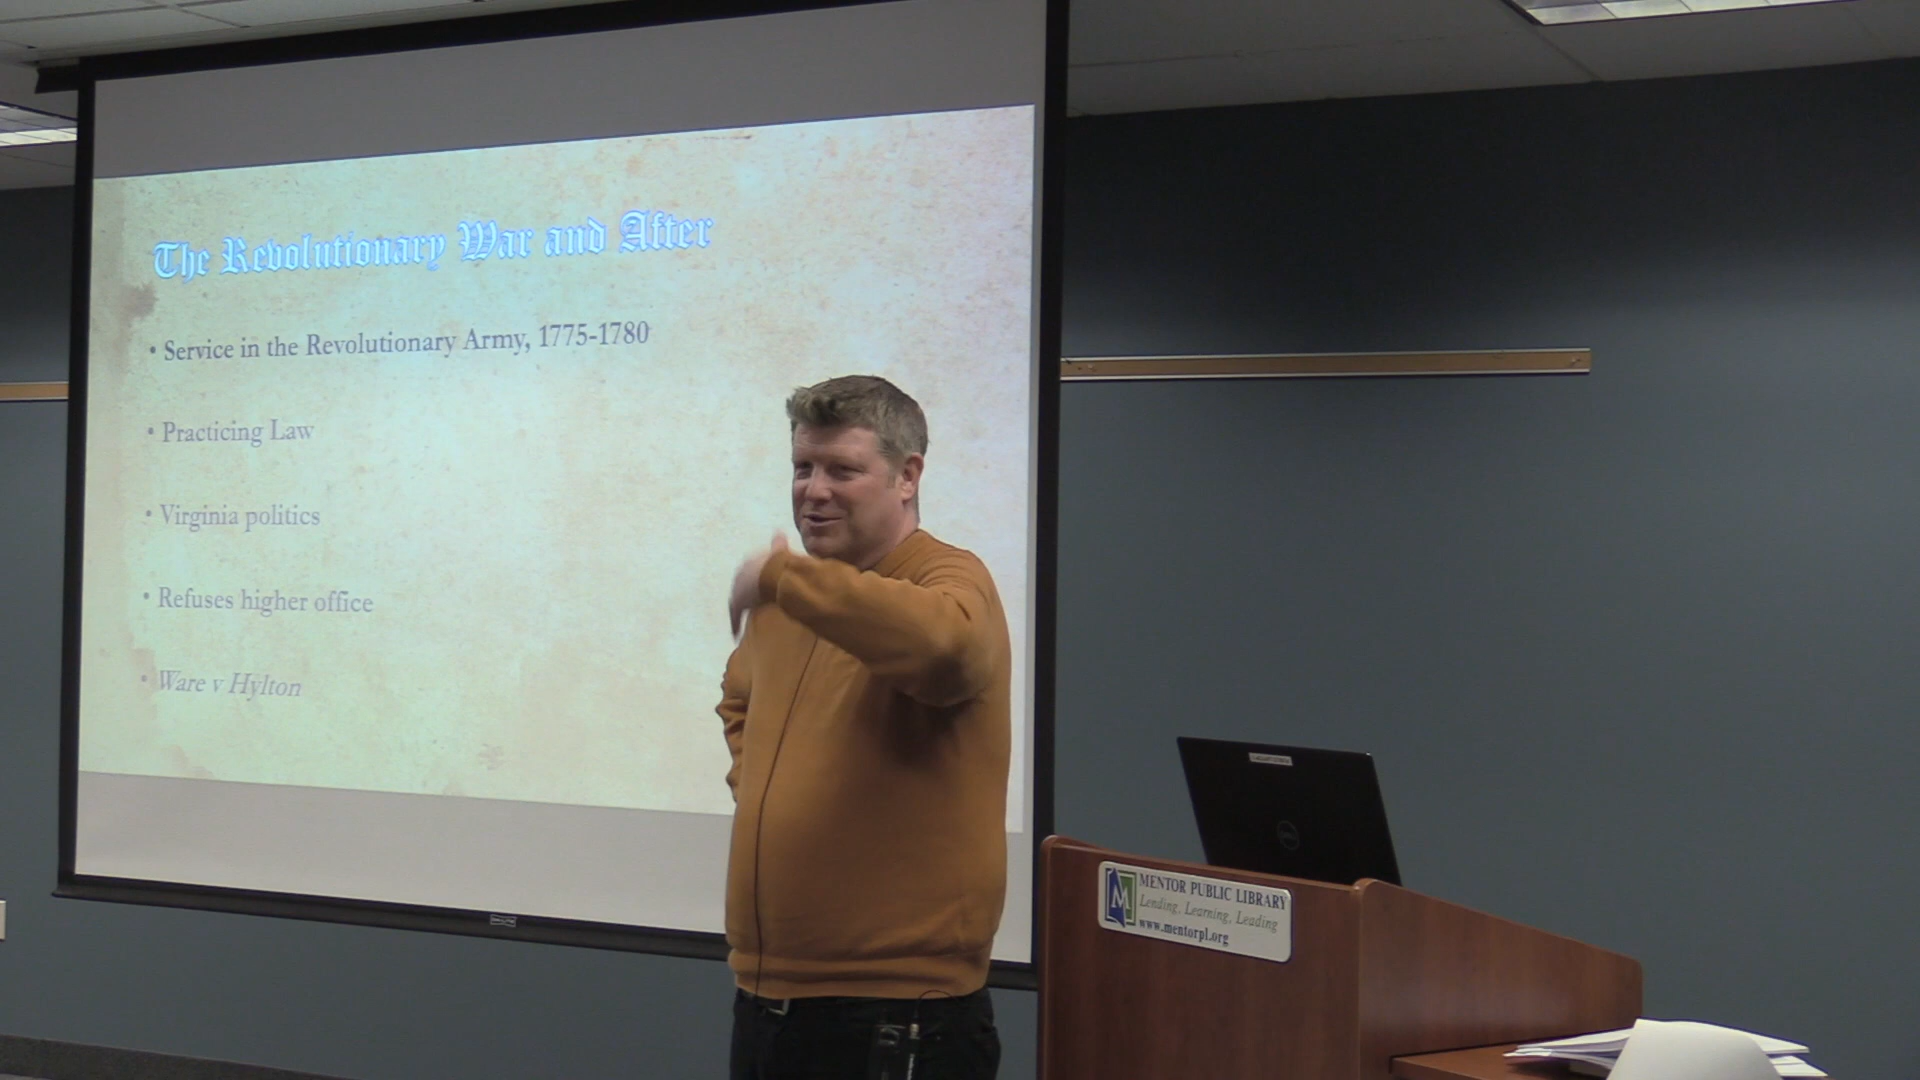 The Revolutionary War and After
• Service in the Revolutionary Army, 1775-1780
• Practicing Law
• Virginia politics
• Refuses higher office
• Ware v Hylton
MENTOR PUBLIC LIBRARY
Lending, Learning, Leading
www.mentorpl.org
M
DELL